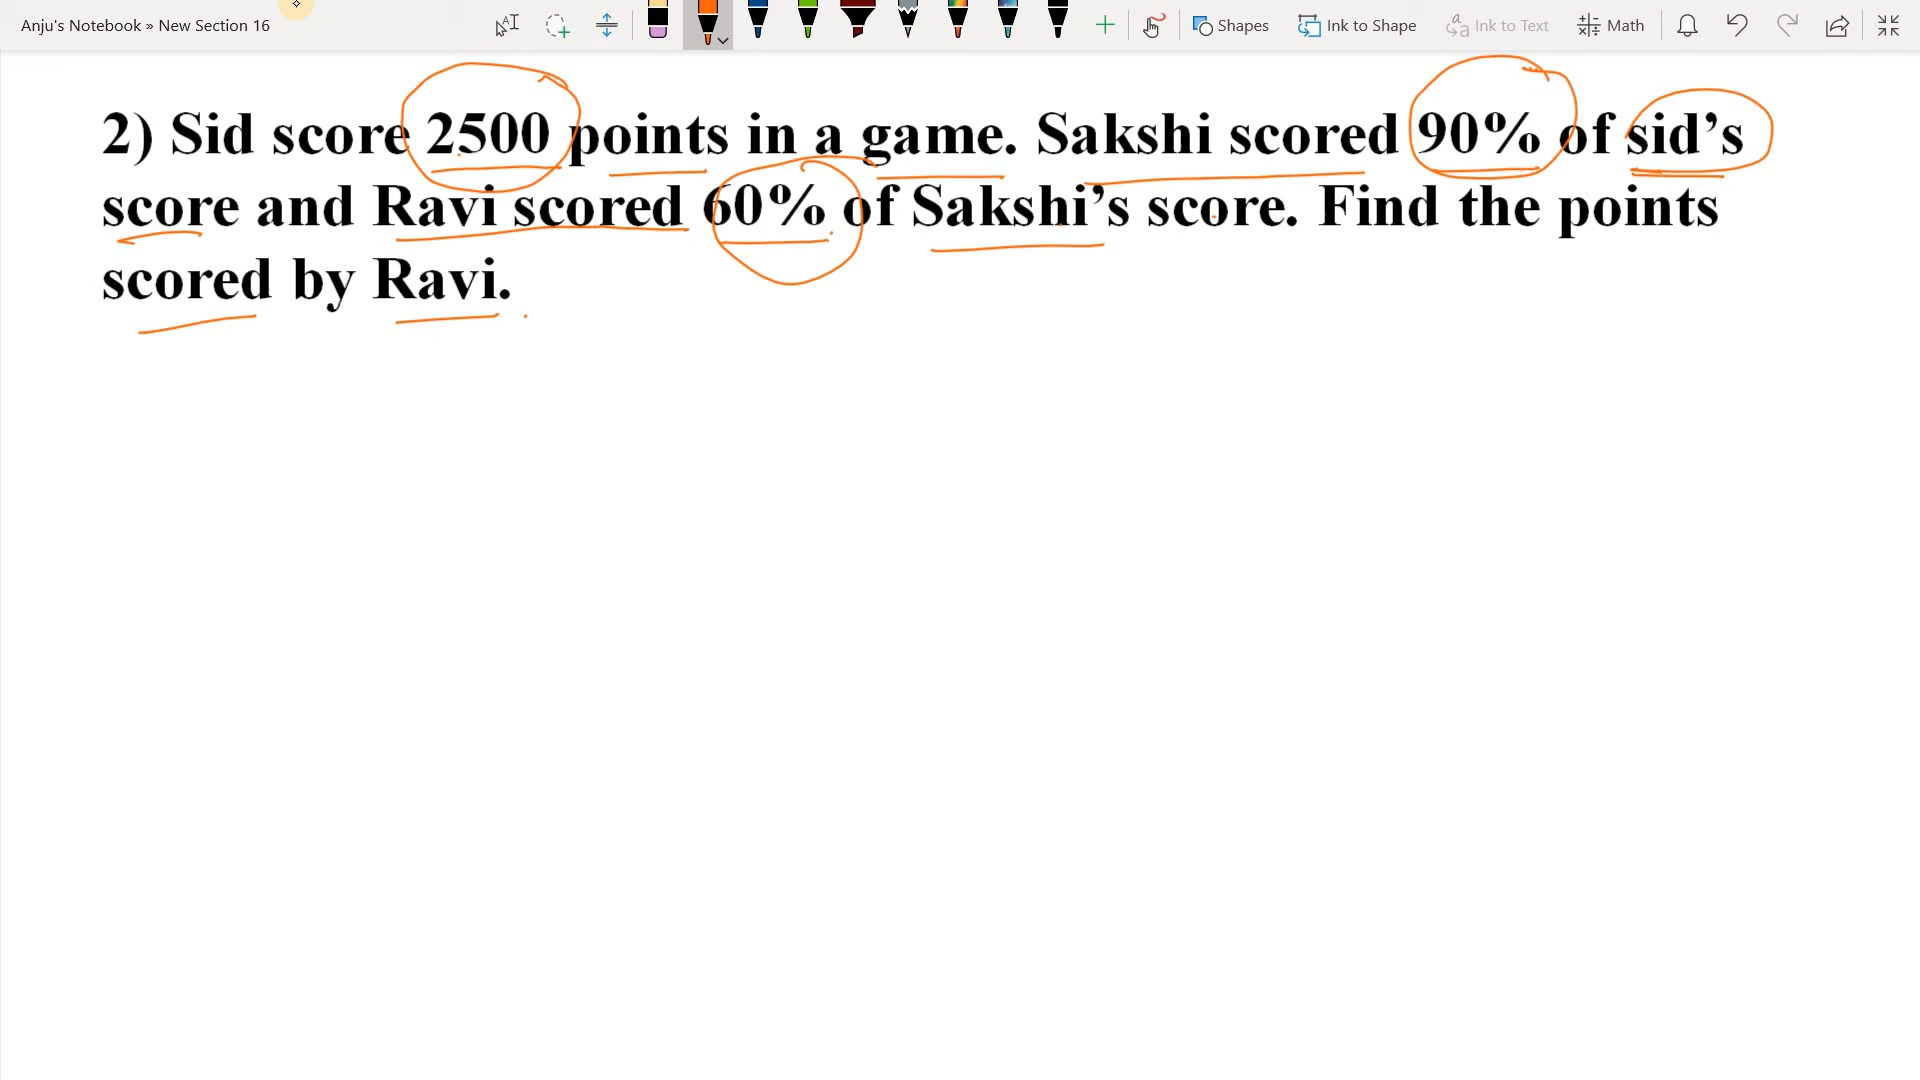 Anju's Notebook » New Section 16
Shapes
Ink to Shape
Ink to Text
Math
2) Sid score 2500 points in a game. Sakshi scored 90% of sid’s
score and Ravi scored 60% of Sakshi’s score. Find the points
scored by Ravi.